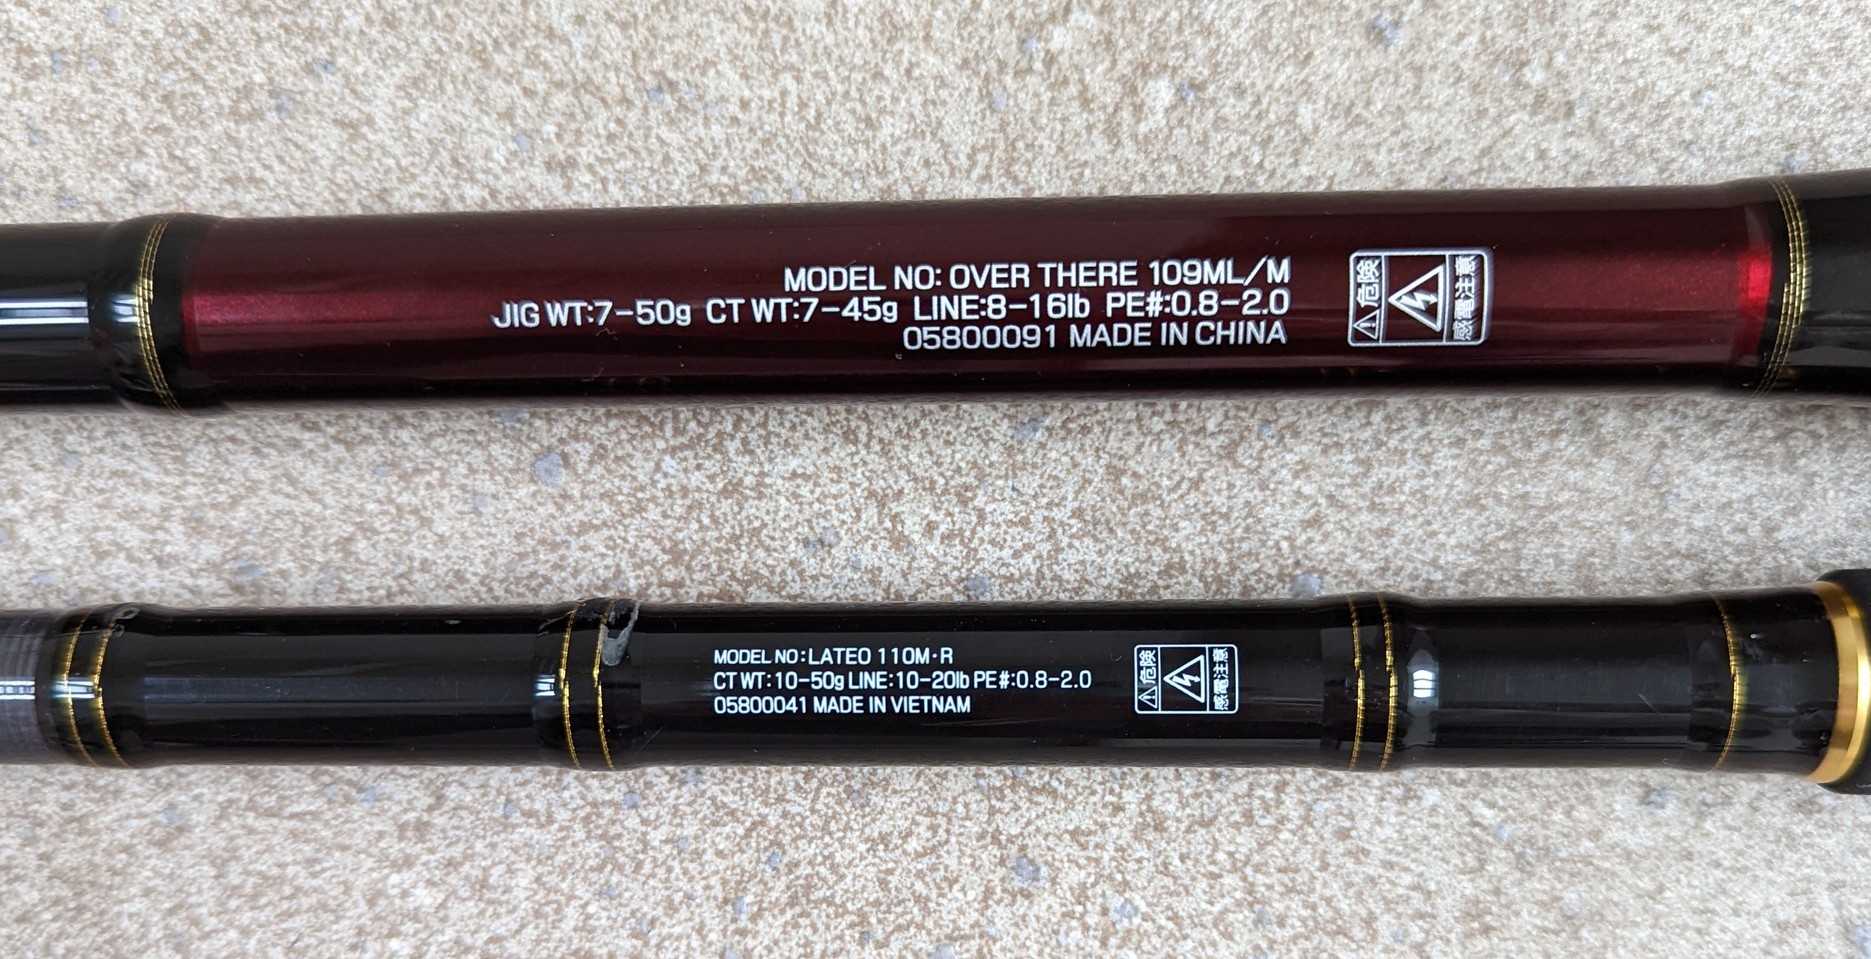 MODEL NO: OVER THERE 109ML/M
JIG WT:7-50g CT WT:7-45g LINE:8-16lb PE#:0.8-2.0
05800091 MADE IN CHINA
危険
感電注意
MODEL NO:LATEO 110M·R
CT WT:10-50g LINE:10-20lb PE#:0.8-2.0
05800041 MADE IN VIETNAM
危険
感電注意